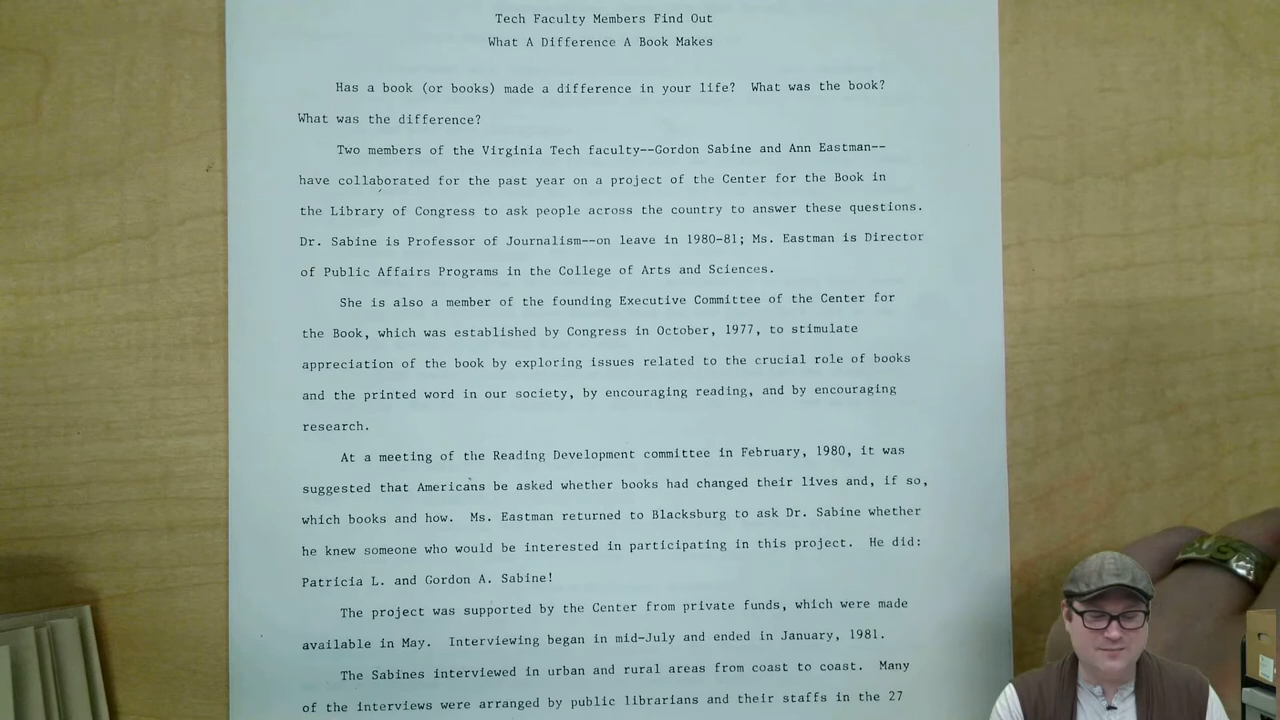 Tech Faculty Members Find Out
What A Difference A Book Makes
Has a book (or books) made a difference in your life?  What was the book?
What was the difference?
Two members of the Virginia Tech faculty--Gordon Sabine and Ann Eastman--
have collaborated for the past year on a project of the Center for the Book in
the Library of Congress to ask people across the country to answer these questions.
Dr. Sabine is Professor of Journalism--on leave in 1980-81; Ms. Eastman is Director
of Public Affairs Programs in the College of Arts and Sciences.
She is also a member of the founding Executive Committee of the Center for
the Book, which was established by Congress in October, 1977, to stimulate
appreciation of the book by exploring issues related to the crucial role of books
and the printed word in our society, by encouraging reading, and by encouraging
research.
At a meeting of the Reading Development committee in February, 1980, it was
suggested that Americans be asked whether books had changed their lives and, if so,
which books and how.  Ms. Eastman returned to Blacksburg to ask Dr. Sabine whether
he knew someone who would be interested in participating in this project.  He did:
Patricia L. and Gordon A. Sabine!
The project was supported by the Center from private funds, which were made
available in May.  Interviewing began in mid-July and ended in January, 1981.
The Sabines interviewed in urban and rural areas from coast to coast.  Many
of the interviews were arranged by public librarians and their staffs in the 27